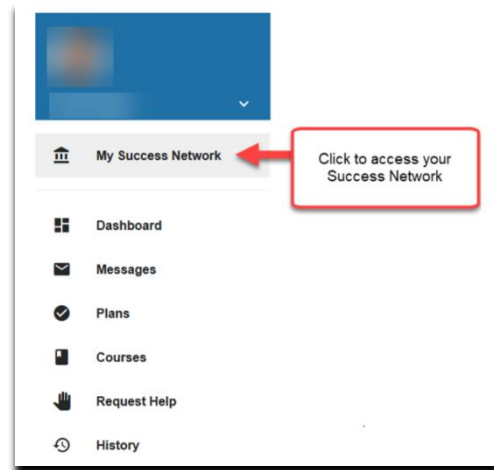 My Success Network
Click to access your
Success Network
Dashboard
Messages
Plans
Courses
Request Help
History